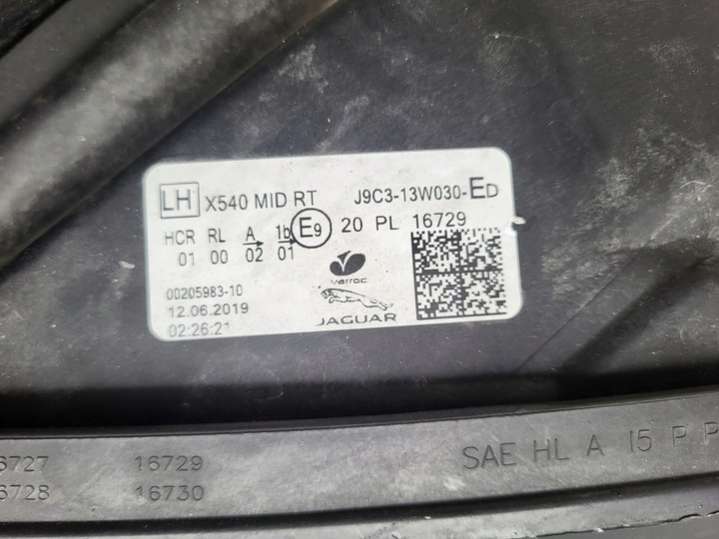 LH X540 MID RT J9C3-13W030-ED
HCR RL A 1b E9 20 PL 16729
01 00 02 01
varroc
00205983-10
12.06.2019
JAGUAR
02:26:21
6727 16729 SAE HL A I5 P P
6728 16730